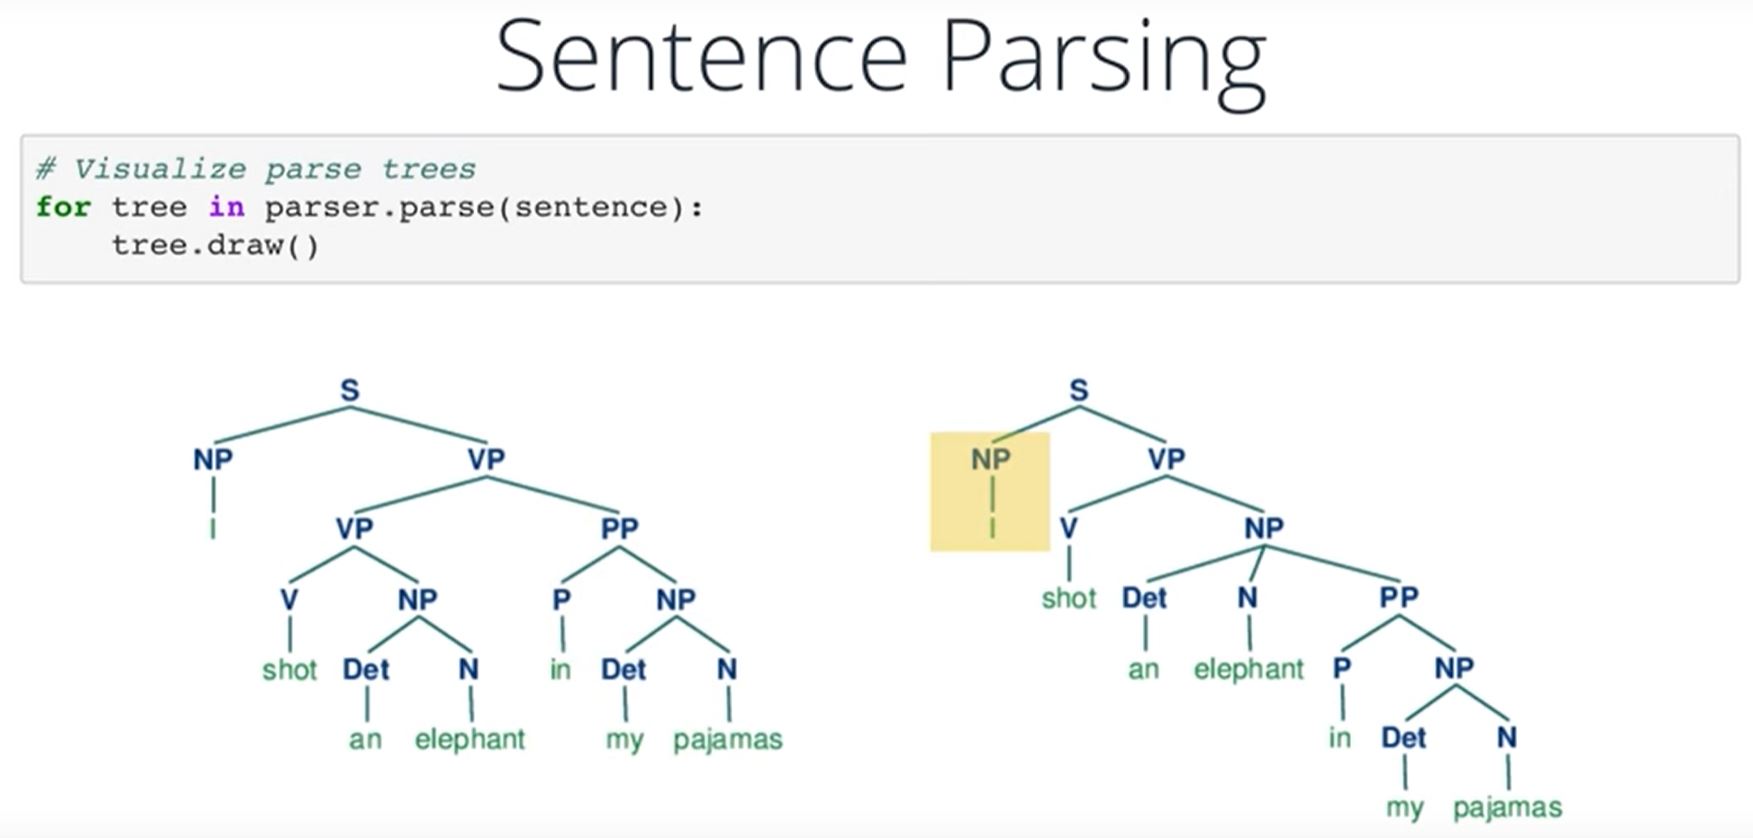 Sentence Parsing
# Visualize parse trees
for tree in parser.parse(sentence):
    tree.draw()
S
NP VP
I VP PP
V NP P NP
shot Det N in Det N
an elephant my pajamas
S
NP VP
I V NP
shot Det N PP
an elephant P NP
in Det N
my pajamas